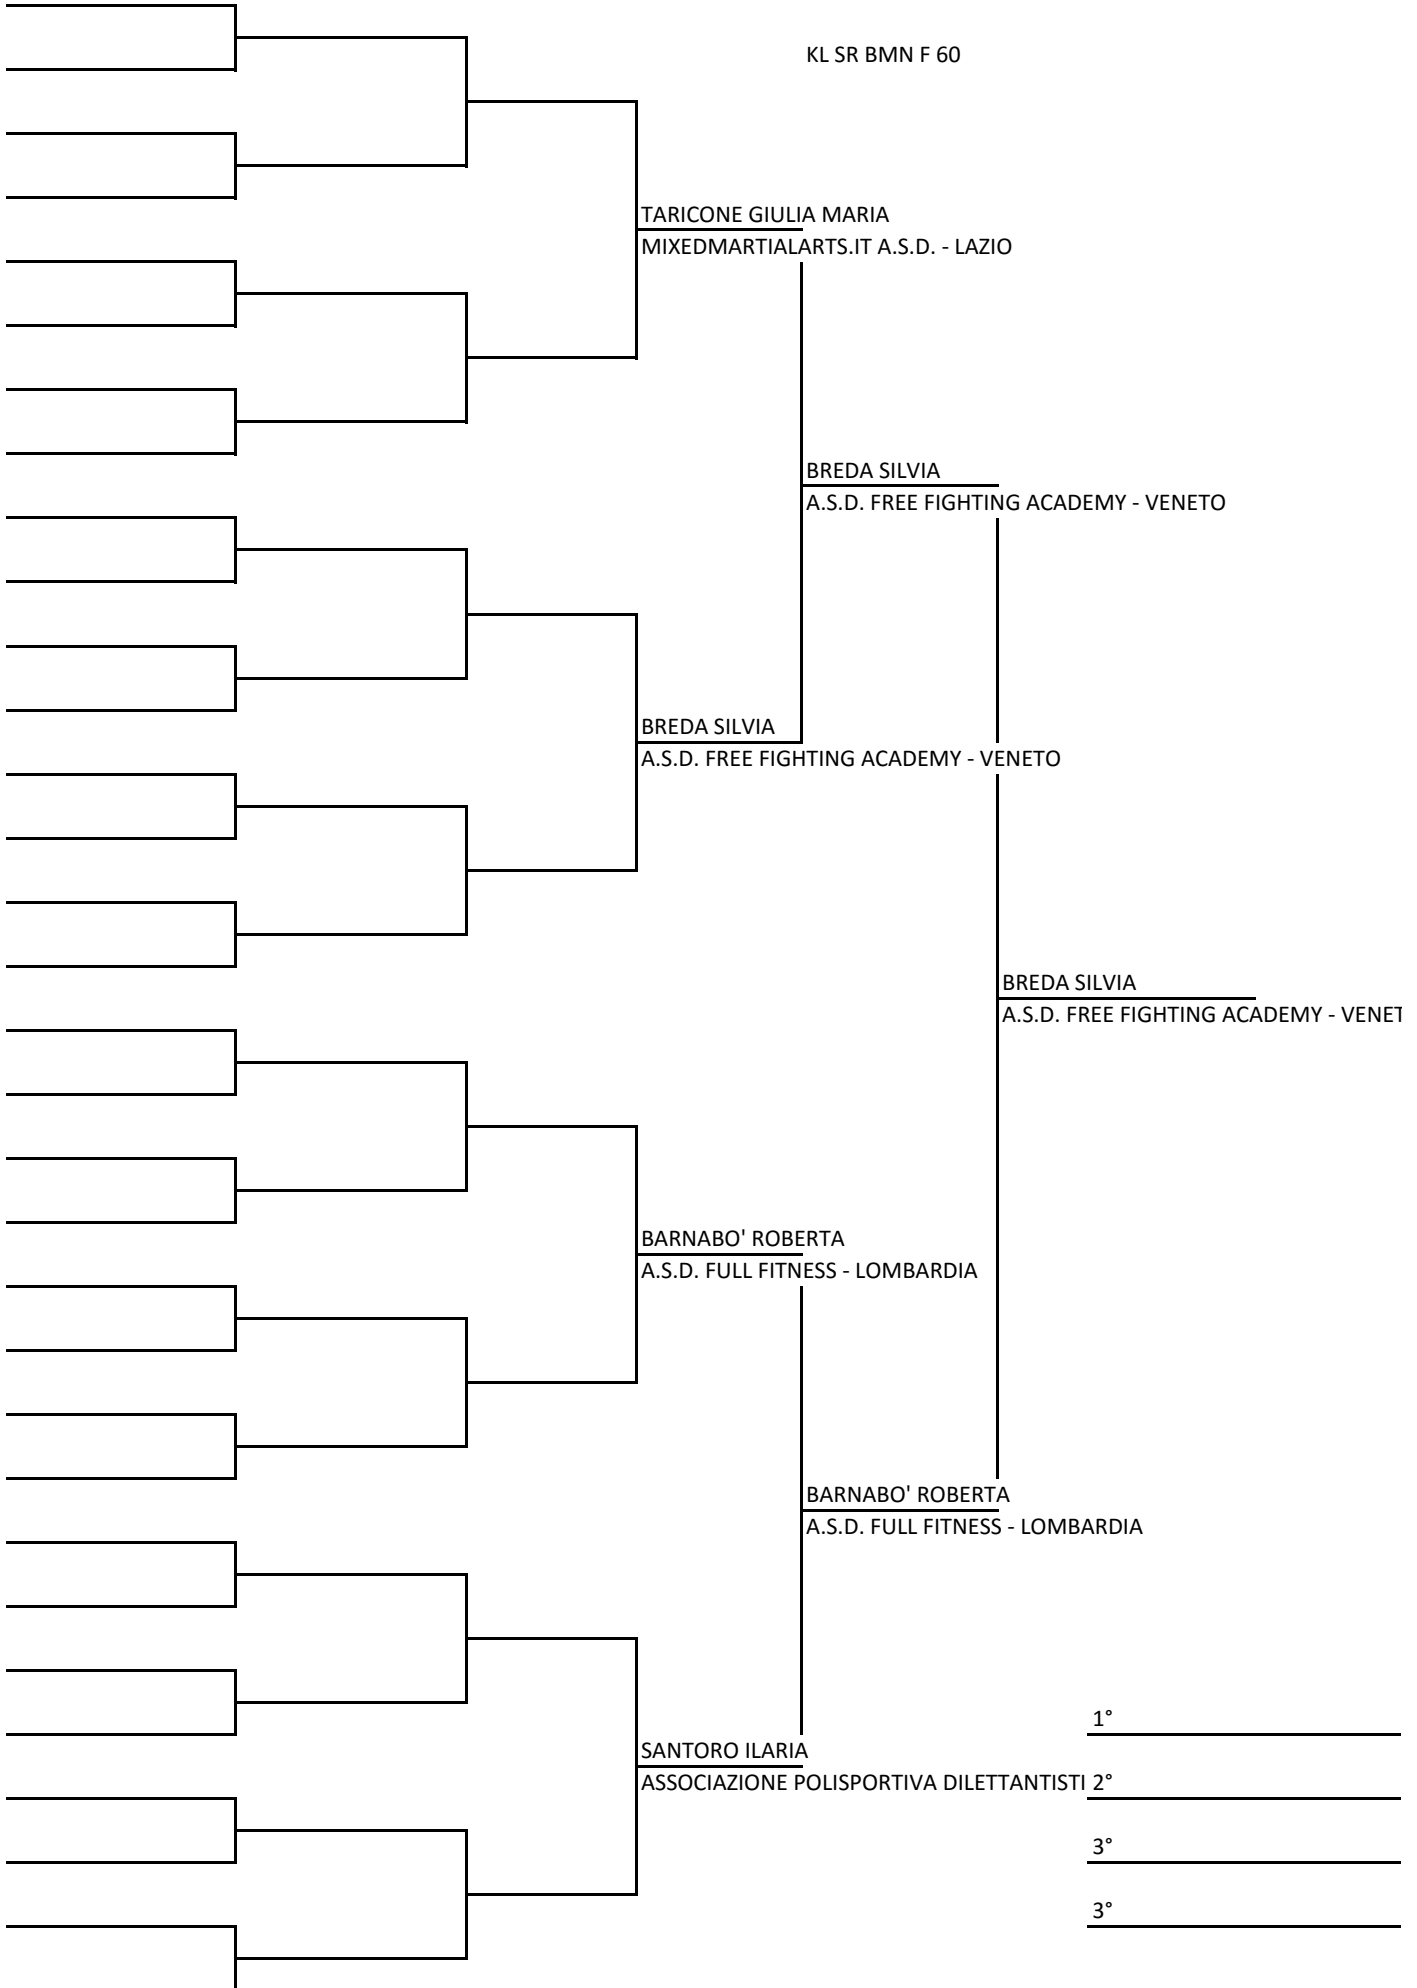 KL SR BMN F 60
TARICONE GIULIA MARIA
MIXEDMARTIALARTS.IT A.S.D. - LAZIO
BREDA SILVIA
A.S.D. FREE FIGHTING ACADEMY - VENETO
BREDA SILVIA
A.S.D. FREE FIGHTING ACADEMY - VENETO
BREDA SILVIA
A.S.D. FREE FIGHTING ACADEMY - VENET
BARNABO' ROBERTA
A.S.D. FULL FITNESS - LOMBARDIA
BARNABO' ROBERTA
A.S.D. FULL FITNESS - LOMBARDIA
1°
SANTORO ILARIA
ASSOCIAZIONE POLISPORTIVA DILETTANTISTI 2°
3°
3°